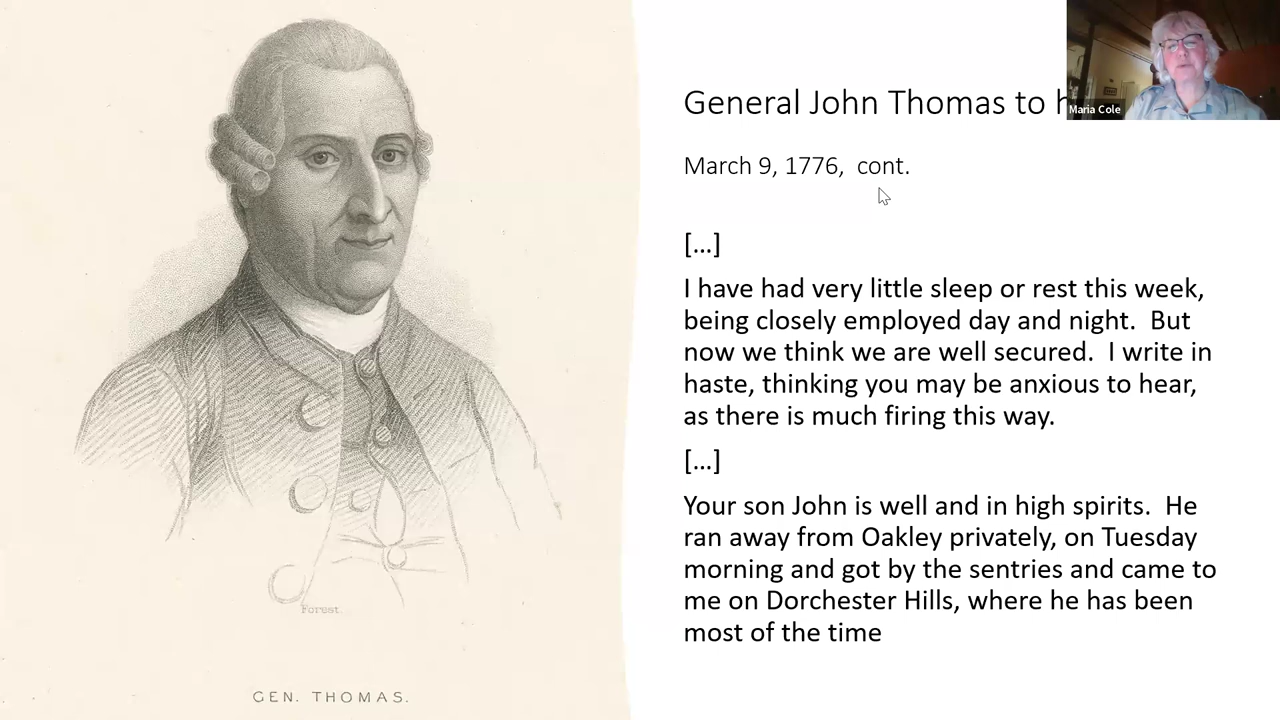 General John Thomas to
Maria Cole
March 9, 1776, cont.
[...]
I have had very little sleep or rest this week,
being closely employed day and night. But
now we think we are well secured. I write in
haste, thinking you may be anxious to hear,
as there is much firing this way.
[...]
Your son John is well and in high spirits. He
ran away from Oakley privately, on Tuesday
morning and got by the sentries and came to
me on Dorchester Hills, where he has been
most of the time
Forest.
GEN. THOMAS.